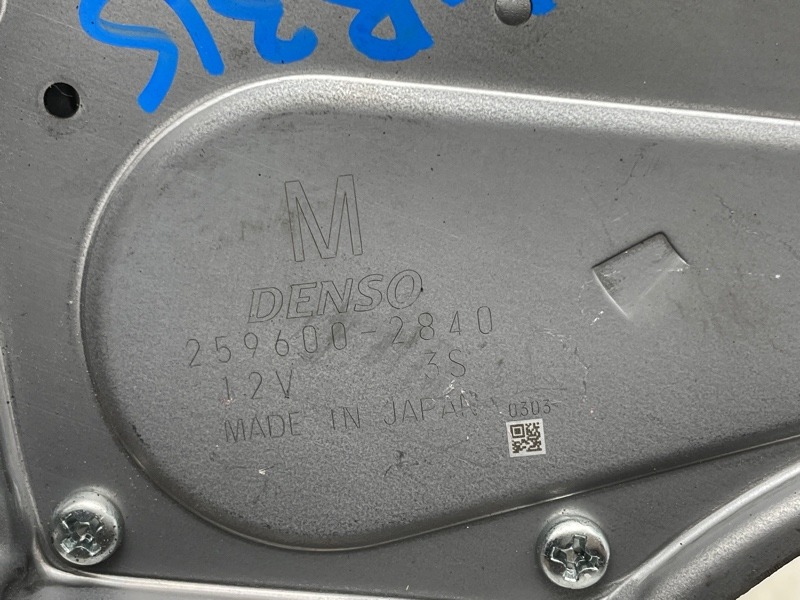 M
DENSO
259600-2840
12V 3S
MADE IN JAPAN 0303